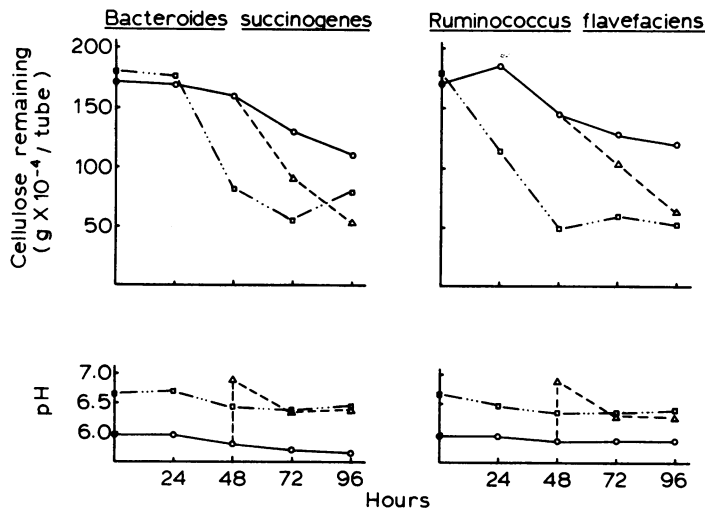 Bacteroides succinogenes
Ruminococcus flavefaciens
Cellulose remaining
(g X 10⁻⁴ / tube)
200
150
100
50
pH
7.0
6.5
6.0
24 48 72 96
24 48 72 96
Hours